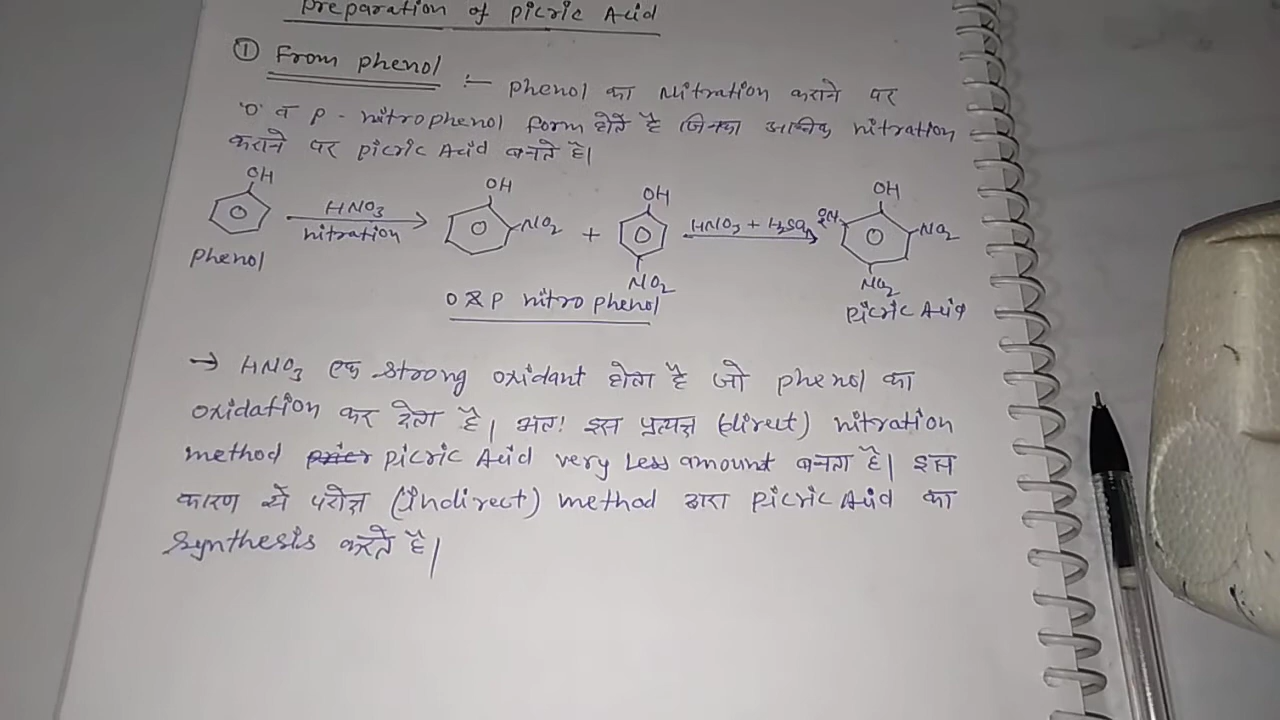 Preparation of Picric Acid
① From phenol :- phenol का Nitration कराने पर
'O' व p - nitrophenol form होते है जिनका nitration
कराने पर picric Acid बनते है।
OH OH OH OH
HNO3 NO2 + HNO3 + H2SO4 O2N NO2
nitration
phenol NO2 NO2
O & P nitro phenol Picric Acid
→ HNO3 एक strong oxidant होता है जो phenol का
oxidation कर देता है। अतः इस प्रत्यक्ष (direct) nitration
method picric Acid very Less amount बनता है। इस
कारण से परोक्ष (indirect) method द्वारा Picric Acid का
Synthesis करते है।